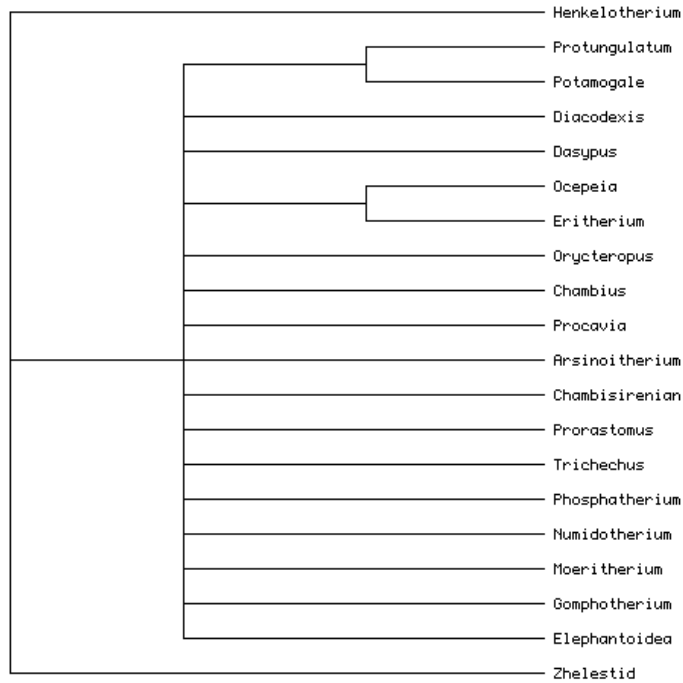 Henkelotherium
Protungulatum
Potamogale
Diacodexis
Dasypus
Ocepeia
Eritherium
Orycteropus
Chambius
Procavia
Arsinoitherium
Chambisirenian
Prorastomus
Trichechus
Phosphatherium
Numidotherium
Moeritherium
Gomphotherium
Elephantoidea
Zhelestid